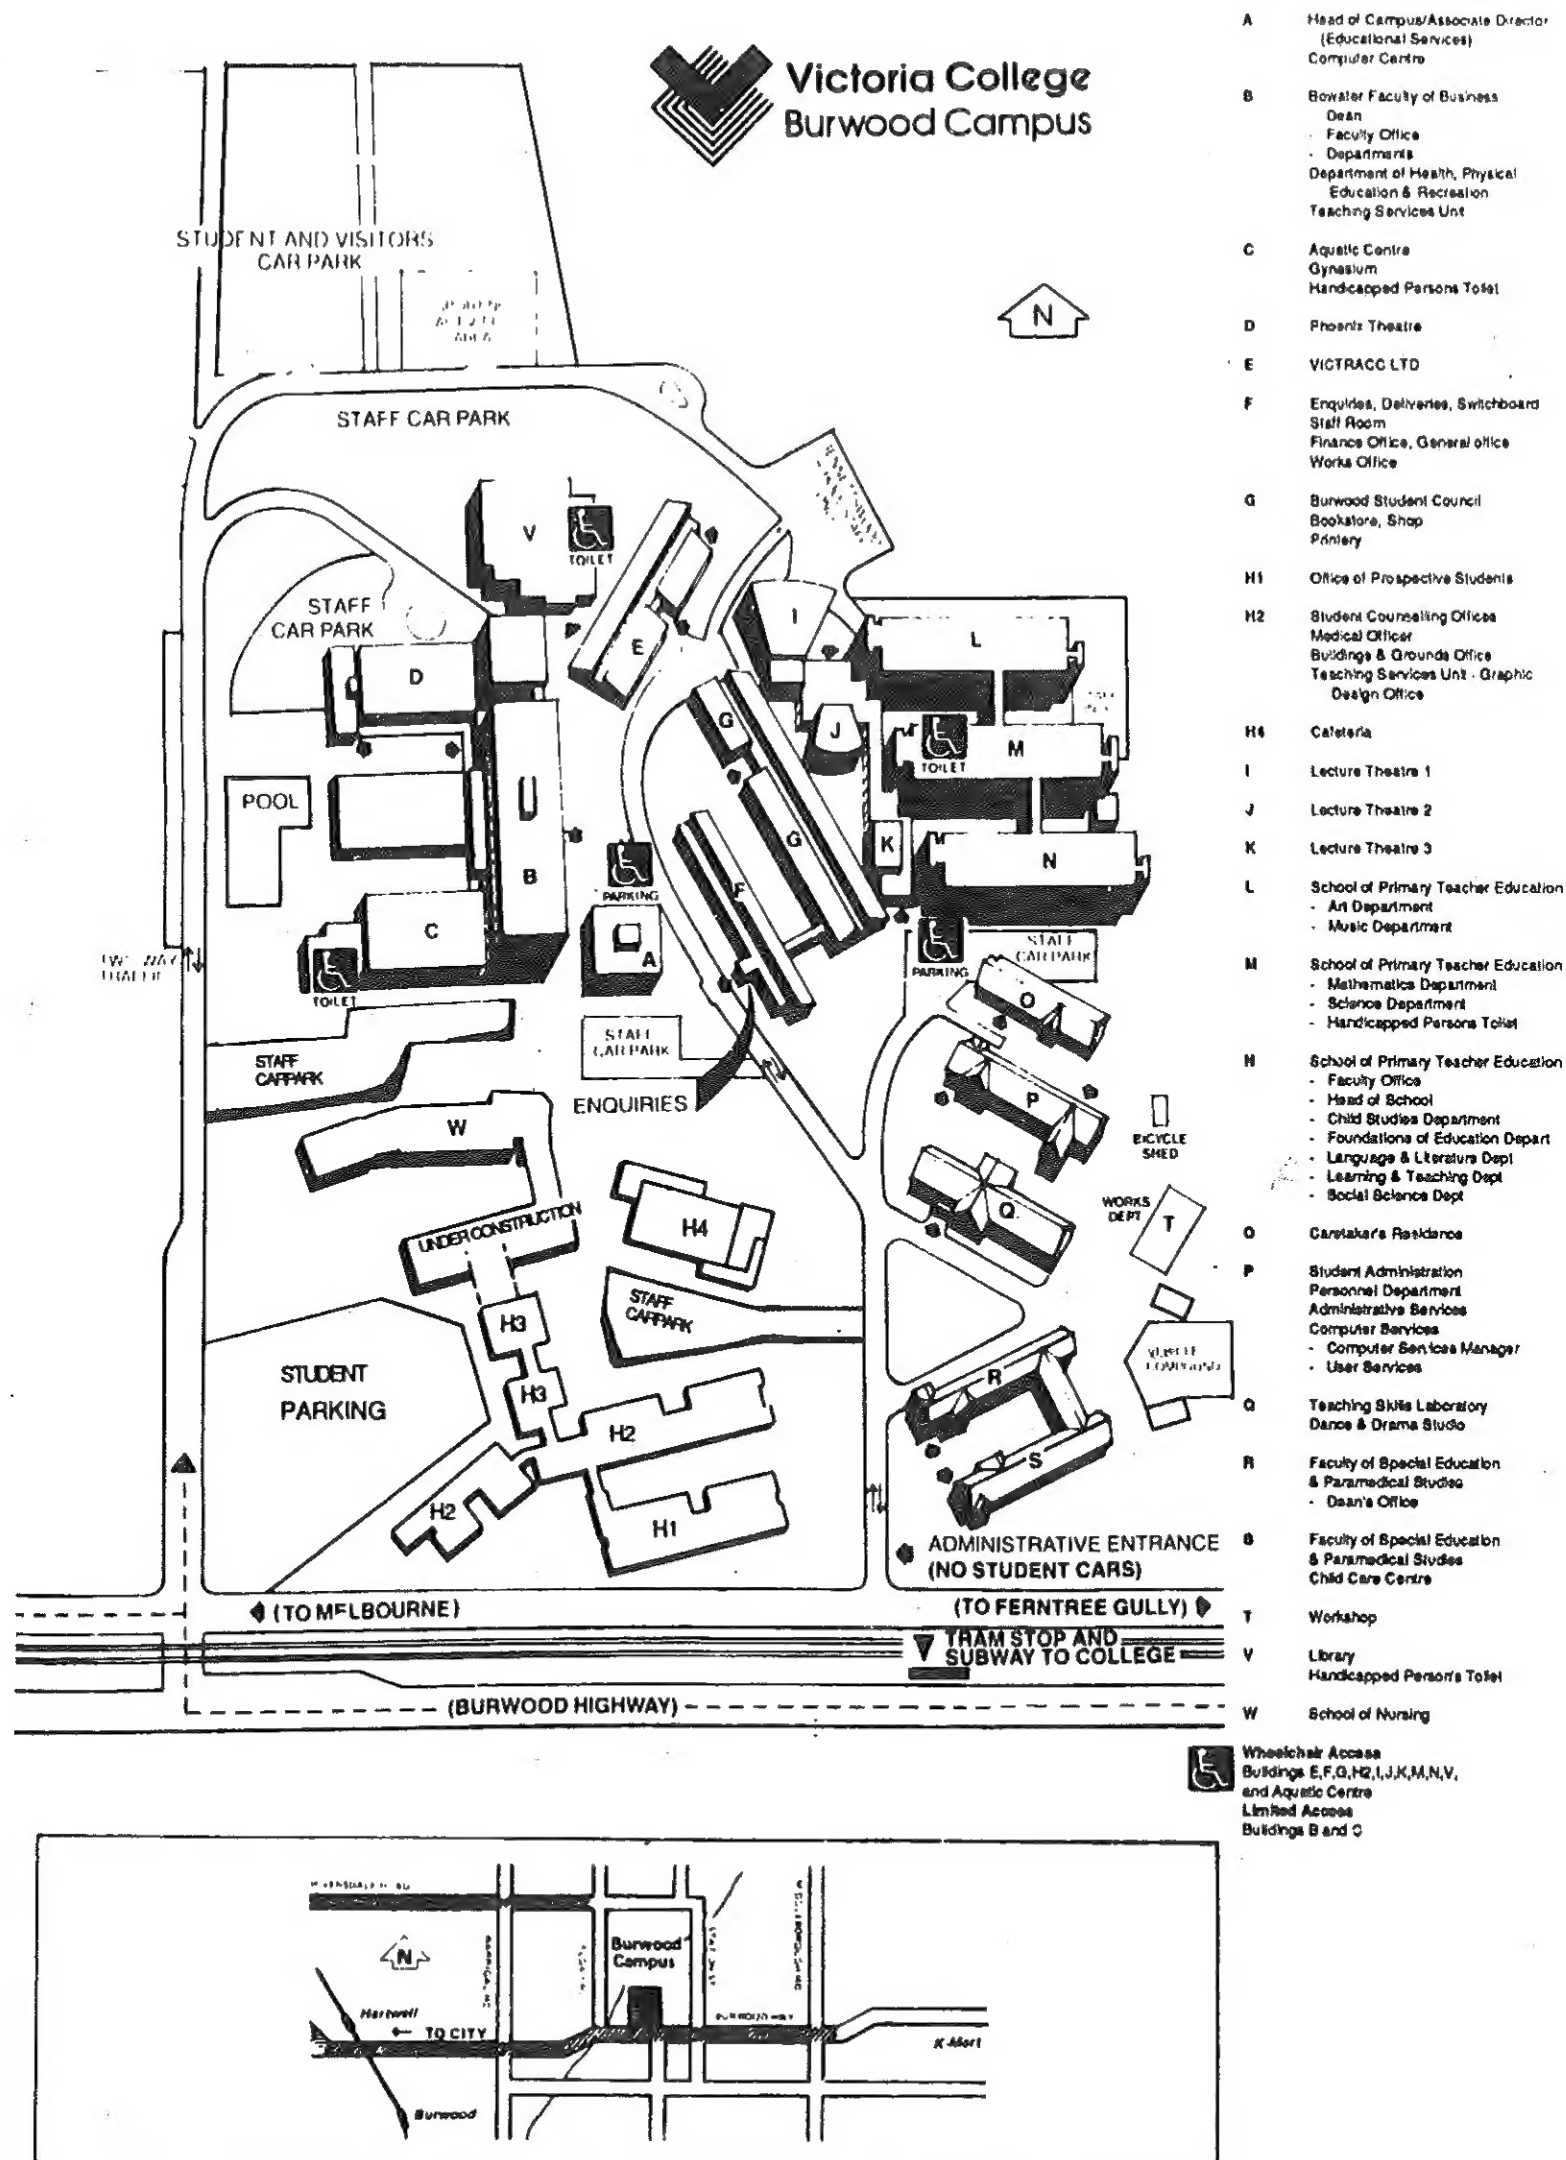 Victoria College
Burwood Campus
STUDENT AND VISITORS
CAR PARK
N
STAFF CAR PARK
V
TOILET
STAFF
CAR PARK
E
I
L
D
G
J
M
TOILET
POOL
G
K
N
B
PARKING
F
C
A
PARKING
STAFF
CAR PARK
TWO WAY
TRAFFIC
TOILET
O
STAFF
CAR PARK
STAFF
CARPARK
ENQUIRIES
P
W
BICYCLE
SHED
WORKS
DEPT
T
Q
UNDER CONSTRUCTION
H4
H3
STAFF
CARPARK
VEHICLE
COMPOUND
STUDENT
PARKING
H3
R
H2
S
H2
H1
ADMINISTRATIVE ENTRANCE
(NO STUDENT CARS)
(TO MELBOURNE)
(TO FERNTREE GULLY)
TRAM STOP AND
SUBWAY TO COLLEGE
(BURWOOD HIGHWAY)
A Head of Campus/Associate Director
(Educational Services)
Computer Centre
B Bowater Faculty of Business
Dean
- Faculty Office
- Departments
Department of Health, Physical
Education & Recreation
Teaching Services Unit
C Aquatic Centre
Gynasium
Handicapped Persons Toilet
D Phoenix Theatre
E VICTRACC LTD
F Enquiries, Deliveries, Switchboard
Staff Room
Finance Office, General office
Works Office
G Burwood Student Council
Bookstore, Shop
Printery
H1 Office of Prospective Students
H2 Student Counselling Offices
Medical Officer
Buildings & Grounds Office
Teaching Services Unit - Graphic
Design Office
H4 Cafeteria
I Lecture Theatre 1
J Lecture Theatre 2
K Lecture Theatre 3
L School of Primary Teacher Education
- Art Department
- Music Department
M School of Primary Teacher Education
- Mathematics Department
- Science Department
- Handicapped Persons Toilet
N School of Primary Teacher Education
- Faculty Office
- Head of School
- Child Studies Department
- Foundations of Education Depart
- Language & Literature Dept
- Learning & Teaching Dept
- Social Science Dept
O Caretaker's Residence
P Student Administration
Personnel Department
Administrative Services
Computer Services
- Computer Services Manager
- User Services
Q Teaching Skills Laboratory
Dance & Drama Studio
R Faculty of Special Education
& Paramedical Studies
- Dean's Office
S Faculty of Special Education
& Paramedical Studies
Child Care Centre
T Workshop
V Library
Handicapped Person's Toilet
W School of Nursing
Wheelchair Access
Buildings E,F,G,H2,I,J,K,M,N,V,
and Aquatic Centre
Limited Access
Buildings B and C
N
Burwood
Campus
Hartwell
TO CITY
BURWOOD HWY
K-Mart
Burwood